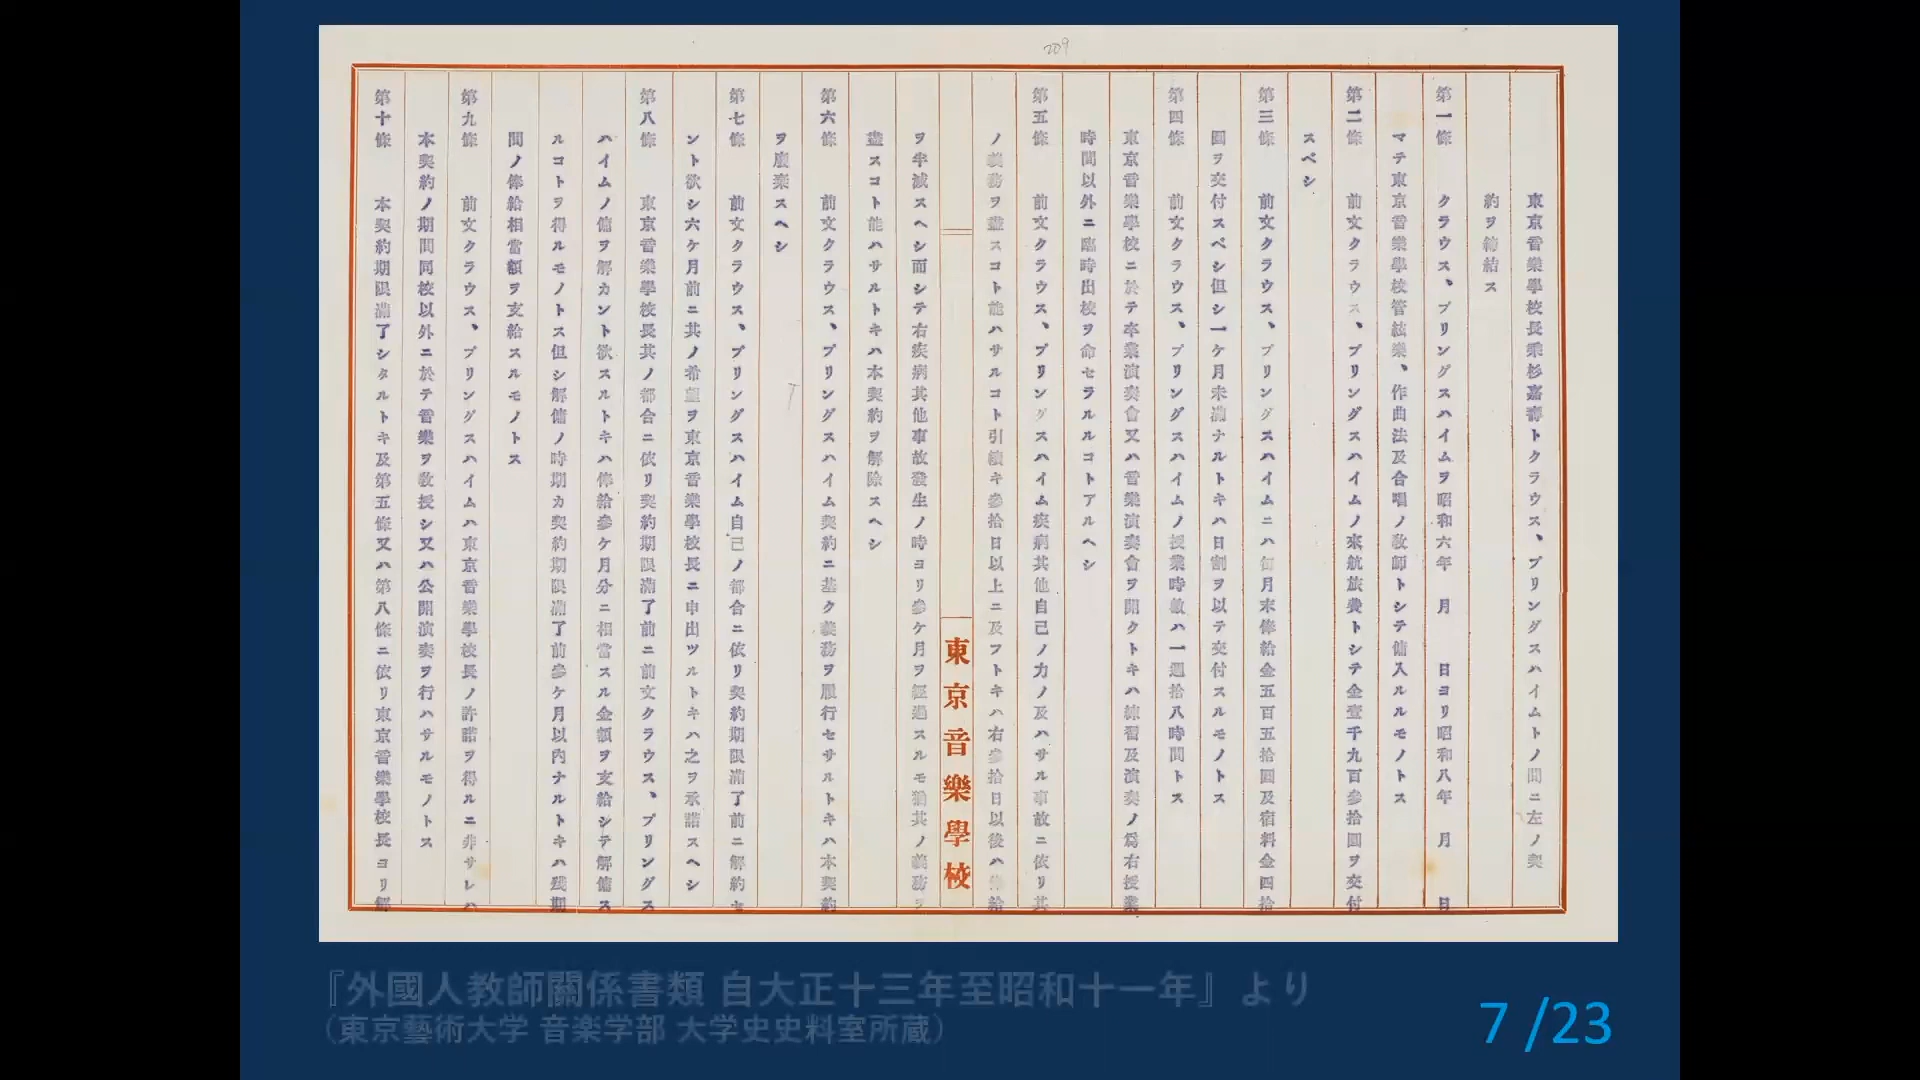 209
東京音樂學校長乘杉嘉壽トクラウス、プリングスハイムトノ間ニ左ノ契
約ヲ締結ス
第一條　クラウス、プリングスハイムヲ昭和六年　月　日ヨリ昭和八年　月　日
マテ東京音樂學校管絃樂、作曲法及合唱ノ教師トシテ傭入ルルモノトス
第二條　前文クラウス、プリングスハイムノ來航旅費トシテ金壹千九百參拾圓ヲ交付
スベシ
第三條　前文クラウス、プリングスハイムニハ毎月末俸給金五百五拾圓及宿料金四拾
圓ヲ交付スベシ但シ一ケ月未滿ナルトキハ日割ヲ以テ交付スルモノトス
第四條　前文クラウス、プリングスハイムノ授業時數ハ一週拾八時間トス
東京音樂學校ニ於テ卒業演奏會又ハ音樂演奏會ヲ開クトキハ練習及演奏ノ爲右授業
時間以外ニ臨時出校ヲ命セラルルコトアルヘシ
第五條　前文クラウス、プリングスハイム疾病其他自己ノ力ノ及ハサル事故ニ依リ其
ノ義務ヲ盡スコト能ハサルコト引續キ參拾日以上ニ及フトキハ右參拾日以後ハ俸給
東京音樂學校
ヲ半減スヘシ而シテ右疾病其他事故發生ノ時ヨリ參ケ月ヲ經過スルモ猶其ノ義務ヲ
盡スコト能ハサルトキハ本契約ヲ解除スヘシ
第六條　前文クラウス、プリングスハイム契約ニ基ク義務ヲ履行セサルトキハ本契約
ヲ廢棄スヘシ
第七條　前文クラウス、プリングスハイム自己ノ都合ニ依リ契約期限滿了前ニ解約セ
ント欲シ六ケ月前ニ其ノ希望ヲ東京音樂學校長ニ申出ツルトキハ之ヲ承諾スヘシ
第八條　東京音樂學校長其ノ都合ニ依リ契約期限滿了前ニ前文クラウス、プリングス
ハイムノ傭ヲ解カント欲スルトキハ俸給參ケ月分ニ相當スル金額ヲ支給シテ解傭ス
ルコトヲ得ルモノトス但シ解傭ノ時期カ契約期限滿了前參ケ月以内ナルトキハ残期
間ノ俸給相當額ヲ支給スルモノトス
第九條　前文クラウス、プリングスハイムハ東京音樂學校長ノ許諾ヲ得ルニ非サレハ
本契約ノ期間同校以外ニ於テ音樂ヲ教授シ又ハ公開演奏ヲ行ハサルモノトス
第十條　本契約期限滿了シタルトキ及第五條又ハ第八條ニ依リ東京音樂學校長ヨリ解
『外國人教師關係書類 自大正十三年至昭和十一年』より
（東京藝術大学 音楽学部 大学史史料室所蔵）
7 /23